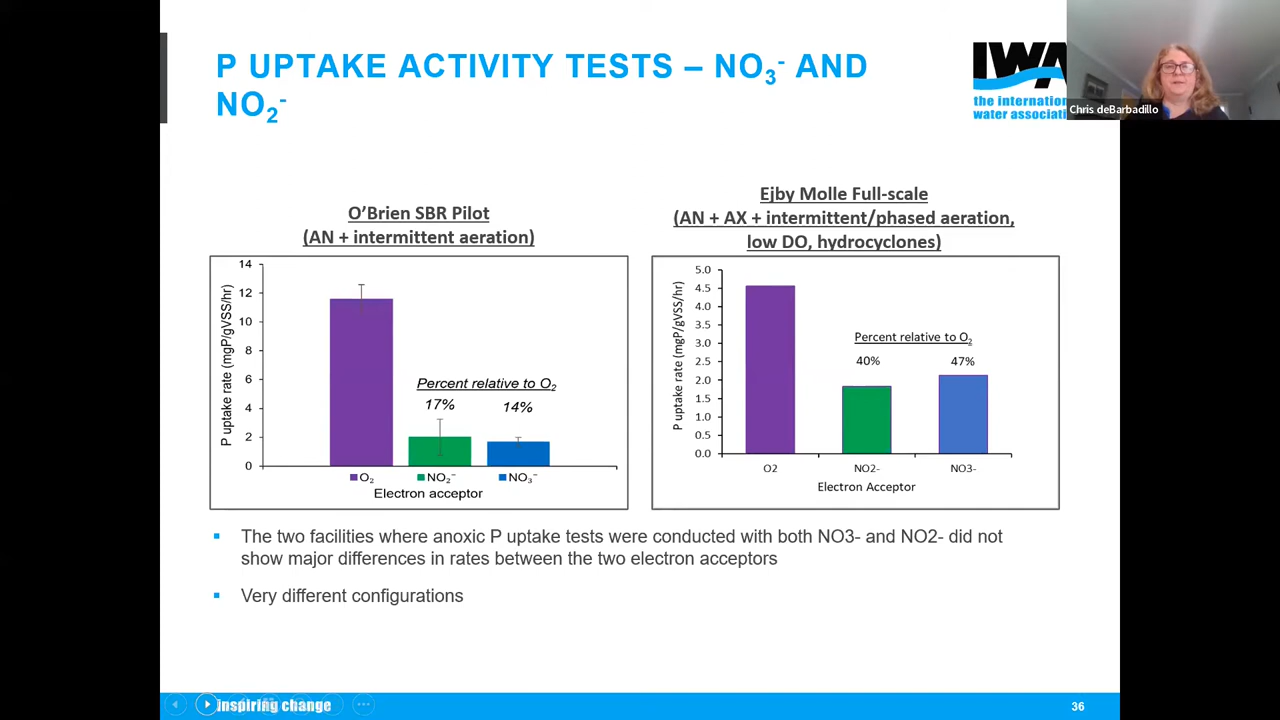 P UPTAKE ACTIVITY TESTS – NO3- AND
NO2-
IWA
the internation
water associati
Chris deBarbadillo
O’Brien SBR Pilot
(AN + intermittent aeration)
14
12
10
8
6
4
2
0
P uptake rate (mgP/gVSS/hr)
Percent relative to O2
17% 14%
O2 NO2− NO3−
Electron acceptor
Ejby Molle Full-scale
(AN + AX + intermittent/phased aeration,
low DO, hydrocyclones)
5.0
4.5
4.0
3.5
3.0
2.5
2.0
1.5
1.0
0.5
0.0
P uptake rate (mgP/gVSS/hr)
Percent relative to O2
40% 47%
O2 NO2- NO3-
Electron Acceptor
▪ The two facilities where anoxic P uptake tests were conducted with both NO3- and NO2- did not
show major differences in rates between the two electron acceptors
▪ Very different configurations
inspiring change
36